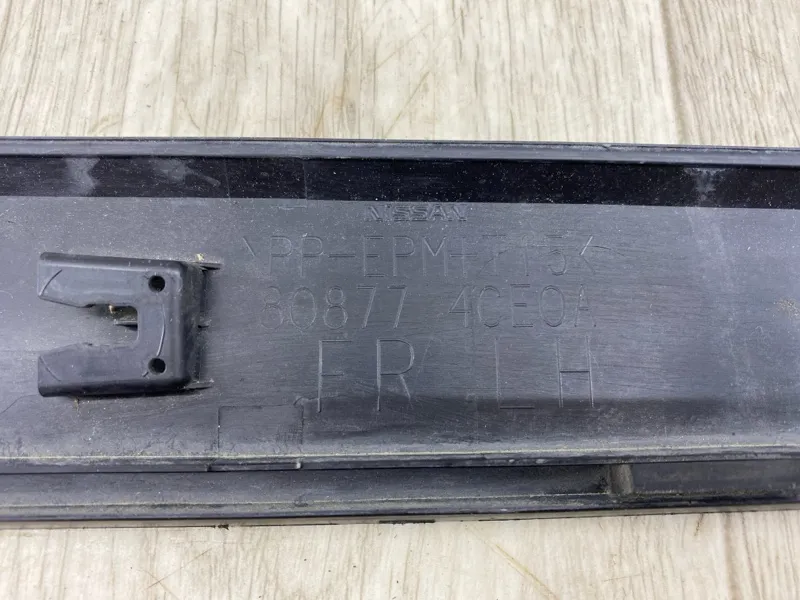 NISSAN
>PP-EPM-T15<
80877 4CE0A
FR LH